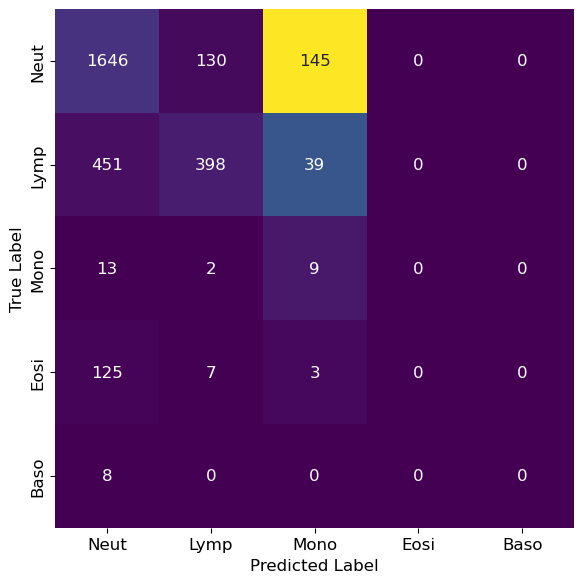 Neut 1646 130 145 0 0
Lymp 451 398 39 0 0
Mono 13 2 9 0 0
Eosi 125 7 3 0 0
Baso 8 0 0 0 0
True Label
Neut Lymp Mono Eosi Baso
Predicted Label